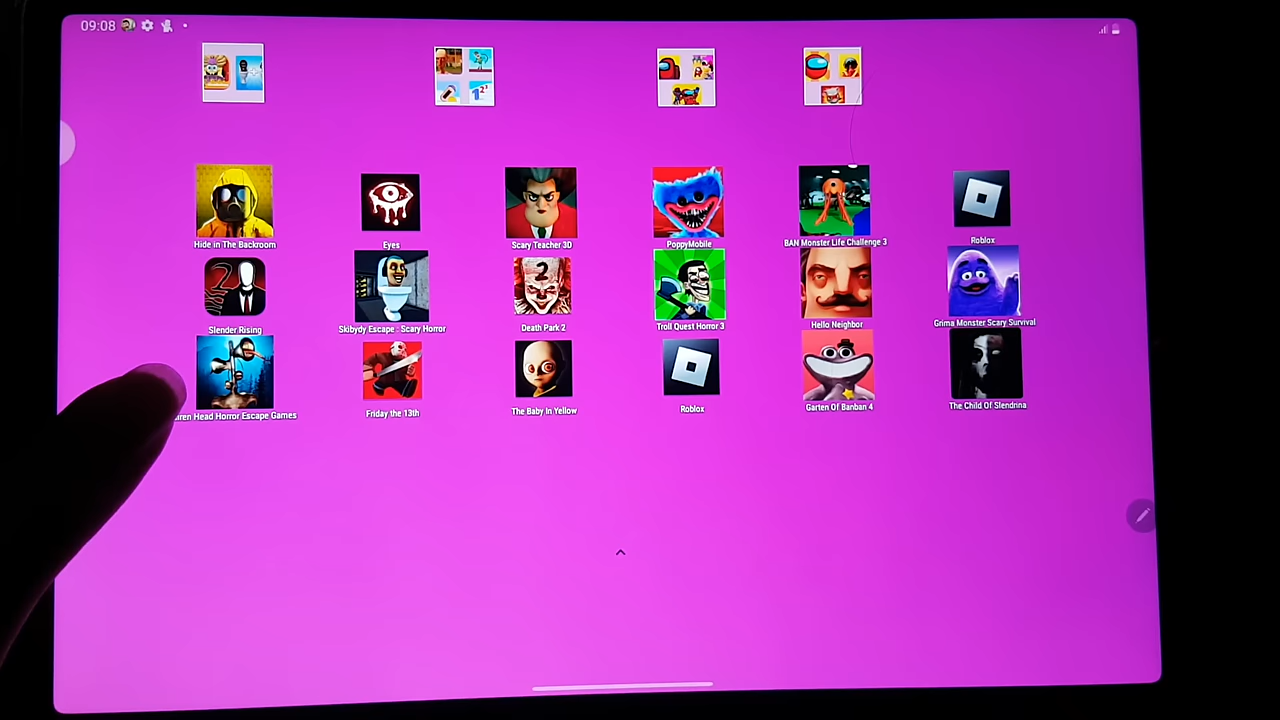 09:08
Hide in The Backroom
Eyes
Scary Teacher 3D
PoppyMobile
BAN Monster Life Challenge 3
Roblox
Slender Rising
Skibydy Escape : Scary Horror
Death Park 2
Troll Quest Horror 3
Hello Neighbor
Grima Monster Scary Survival
iren Head Horror Escape Games
Friday the 13th
The Baby In Yellow
Roblox
Garten Of Banban 4
The Child Of Slendrina